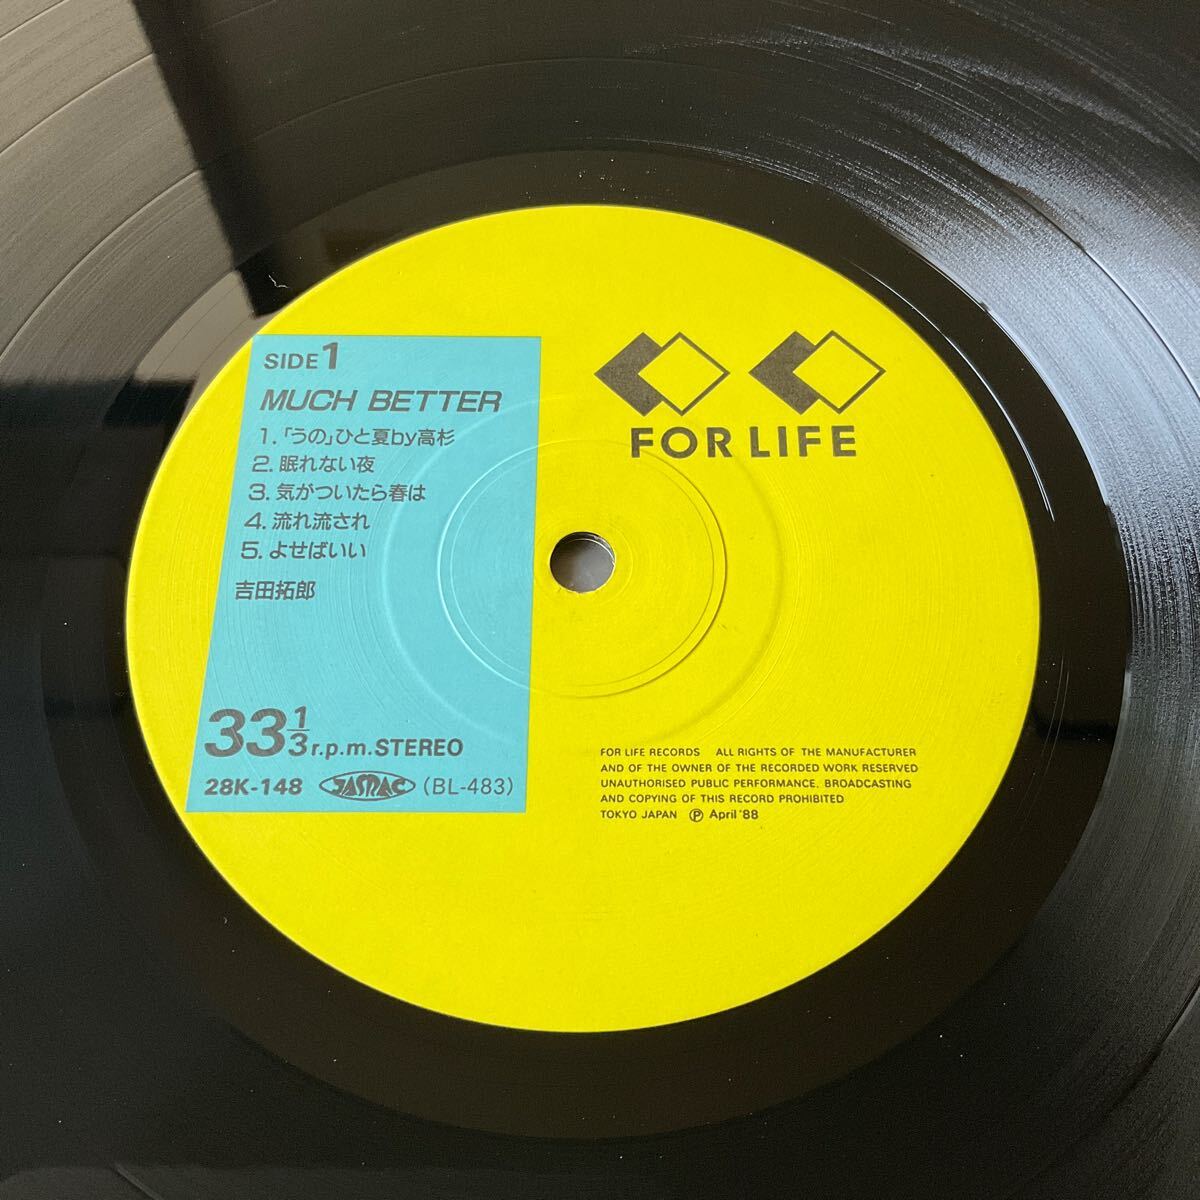 SIDE 1
MUCH BETTER
1.「うの」ひと夏by高杉
2. 眠れない夜
3. 気がついたら春は
4. 流れ流され
5. よせばいい
吉田拓郎
33 1/3 r.p.m. STEREO
28K-148 JASRAC (BL-483)
FOR LIFE
FOR LIFE RECORDS ALL RIGHTS OF THE MANUFACTURER
AND OF THE OWNER OF THE RECORDED WORK RESERVED
UNAUTHORISED PUBLIC PERFORMANCE, BROADCASTING
AND COPYING OF THIS RECORD PROHIBITED
TOKYO JAPAN Ⓟ April '88